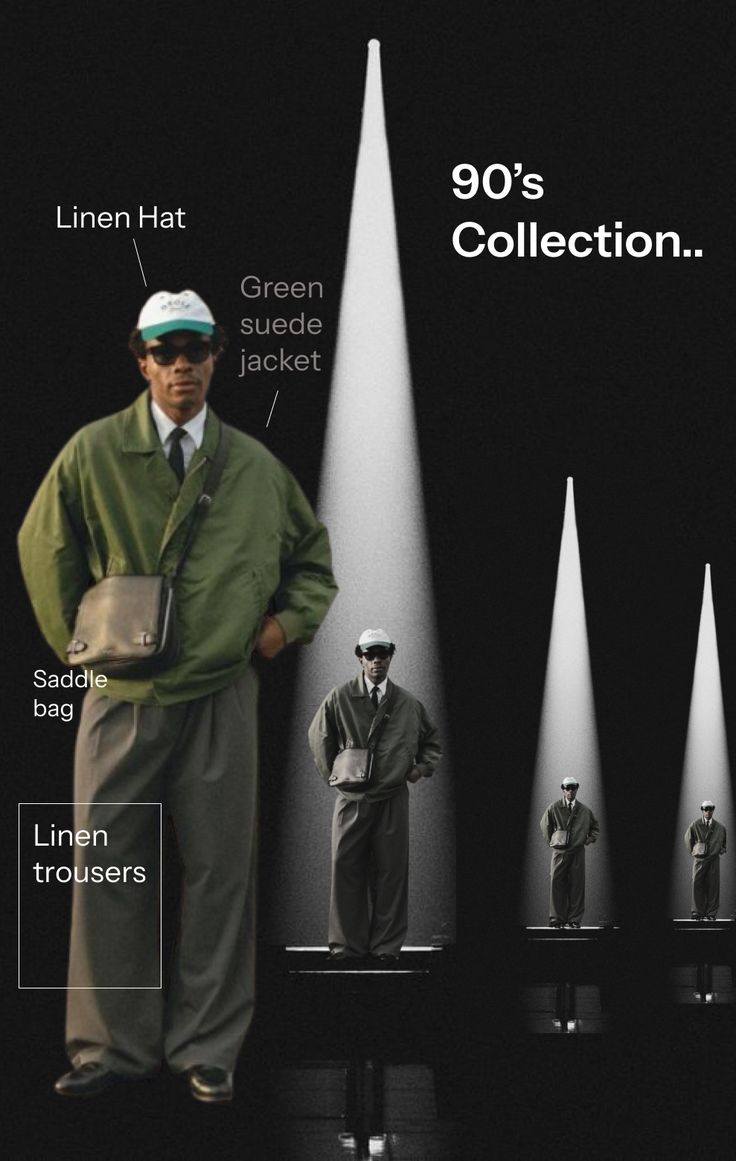 90's
Collection..
Linen Hat
Green
suede
jacket
Saddle
bag
Linen
trousers